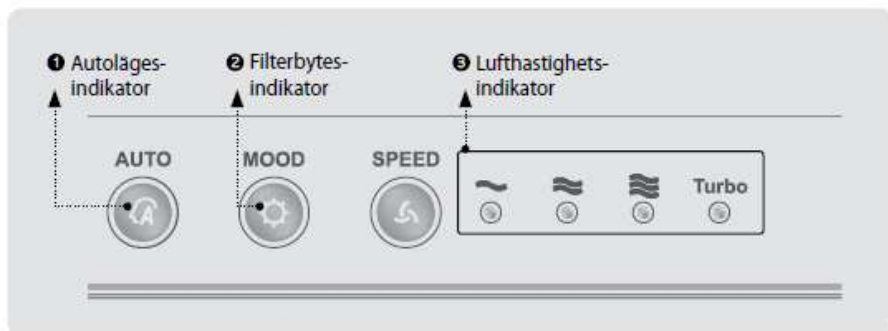 ❶ Autoläges-
indikator
❷ Filterbytes-
indikator
❸ Lufthastighets-
indikator
AUTO
MOOD
SPEED
Turbo
A